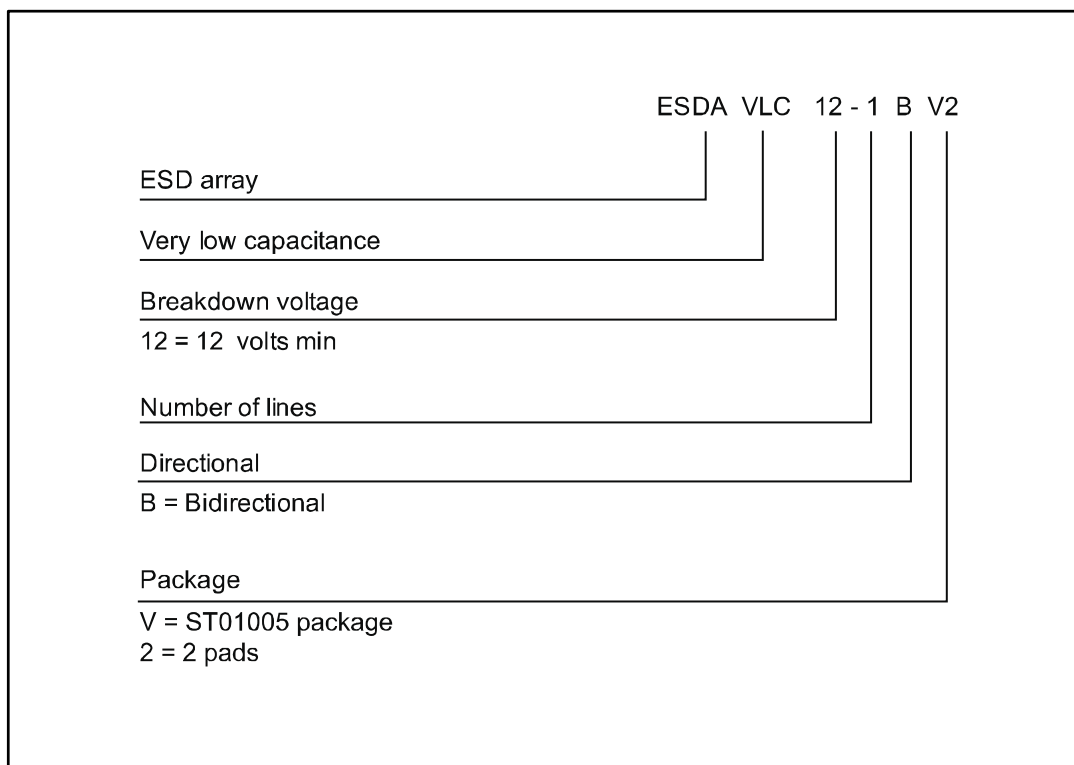 ESDA VLC 12 - 1 B V2
ESD array
Very low capacitance
Breakdown voltage
12 = 12 volts min
Number of lines
Directional
B = Bidirectional
Package
V = ST01005 package
2 = 2 pads